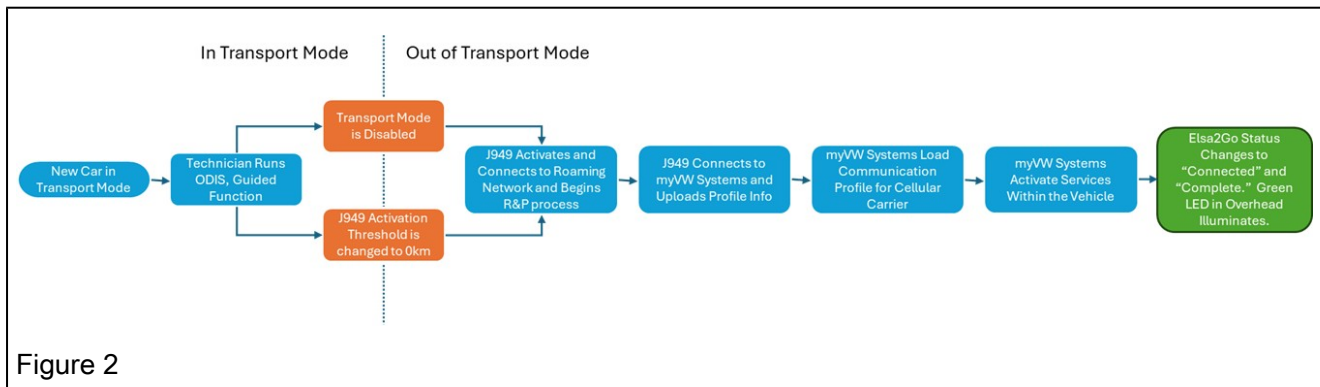 In Transport Mode
Out of Transport Mode
New Car in
Transport Mode
Technician Runs
ODIS, Guided
Function
Transport Mode
is Disabled
J949 Activation
Threshold is
changed to 0km
J949 Activates and
Connects to Roaming
Network and Begins
R&P process
J949 Connects to
myVW Systems and
Uploads Profile Info
myVW Systems Load
Communication
Profile for Cellular
Carrier
myVW Systems
Activate Services
Within the Vehicle
Elsa2Go Status
Changes to
“Connected” and
“Complete.” Green
LED in Overhead
Illuminates.
Figure 2